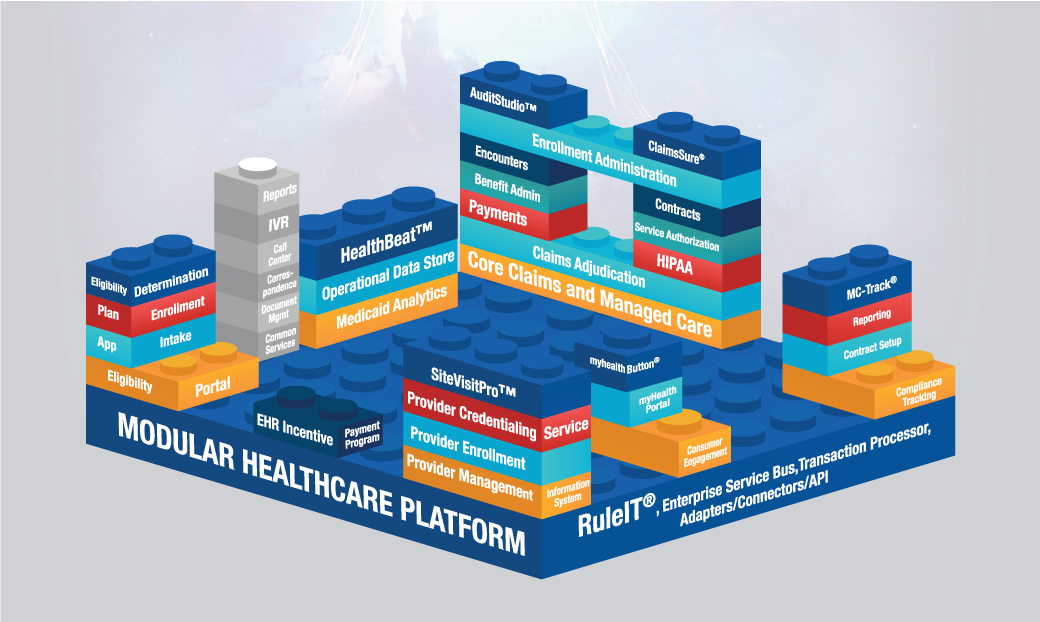 AuditStudio™
Enrollment Administration
ClaimsSure®
Encounters
Benefit Admin
Payments
Contracts
Service Authorization
HIPAA
Claims Adjudication
Core Claims and Managed Care
Reports
IVR
Call
Center
Corres-
pondence
Document
Mgmt
Common
Services
HealthBeat™
Operational Data Store
Medicaid Analytics
Eligibility Determination
Plan Enrollment
App Intake
Eligibility Portal
MC-Track®
Reporting
Contract Setup
Compliance
Tracking
EHR Incentive
Payment
Program
SiteVisitPro™
Provider Credentialing Service
Provider Enrollment
Provider Management
Information
System
myhealth Button®
myHealth
Portal
Consumer
Engagement
MODULAR HEALTHCARE PLATFORM
RuleIT®, Enterprise Service Bus,Transaction Processor,
Adapters/Connectors/API